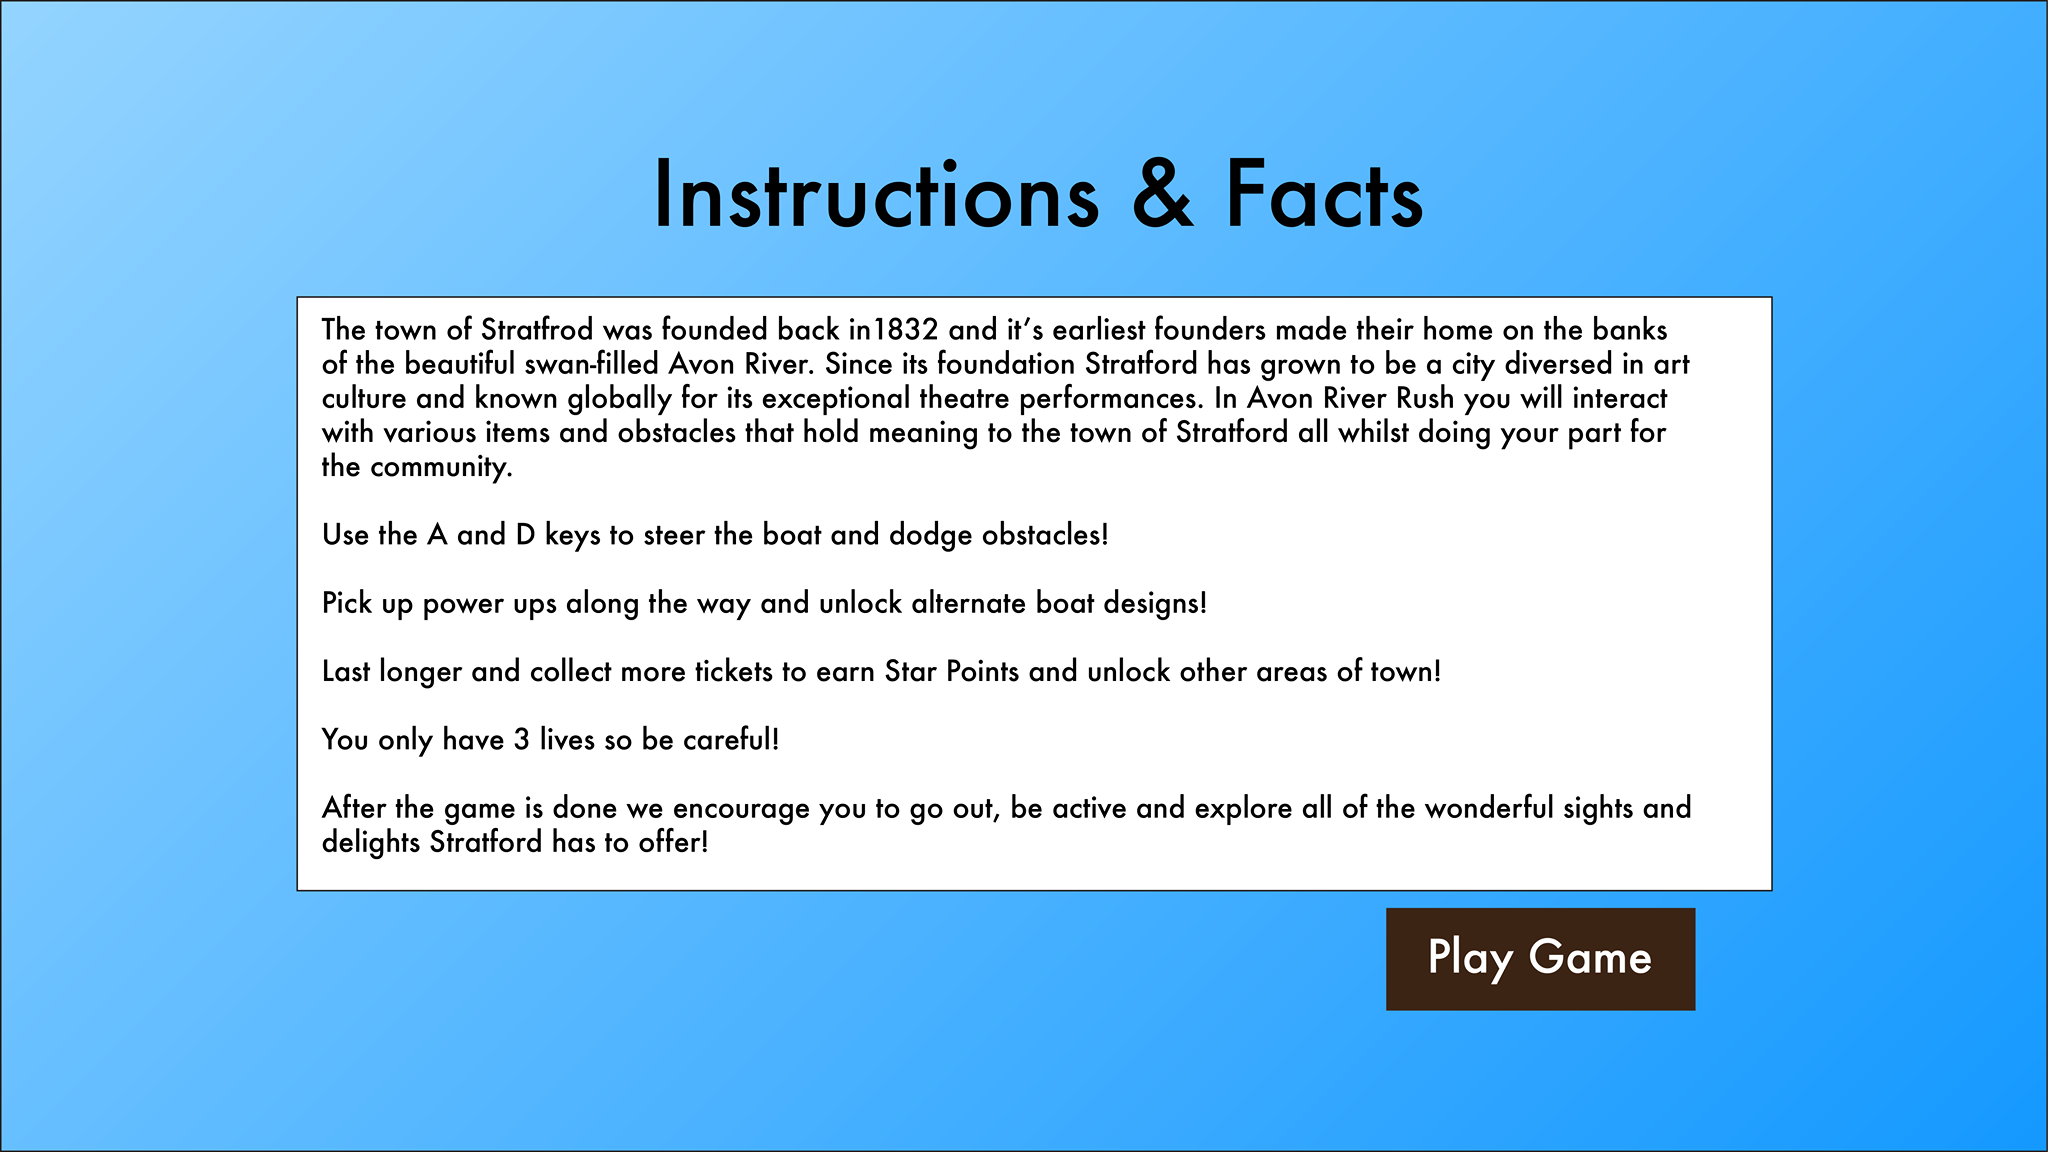 Instructions & Facts
The town of Stratfrod was founded back in1832 and it’s earliest founders made their home on the banks
of the beautiful swan-filled Avon River. Since its foundation Stratford has grown to be a city diversed in art
culture and known globally for its exceptional theatre performances. In Avon River Rush you will interact
with various items and obstacles that hold meaning to the town of Stratford all whilst doing your part for
the community.
Use the A and D keys to steer the boat and dodge obstacles!
Pick up power ups along the way and unlock alternate boat designs!
Last longer and collect more tickets to earn Star Points and unlock other areas of town!
You only have 3 lives so be careful!
After the game is done we encourage you to go out, be active and explore all of the wonderful sights and
delights Stratford has to offer!
Play Game